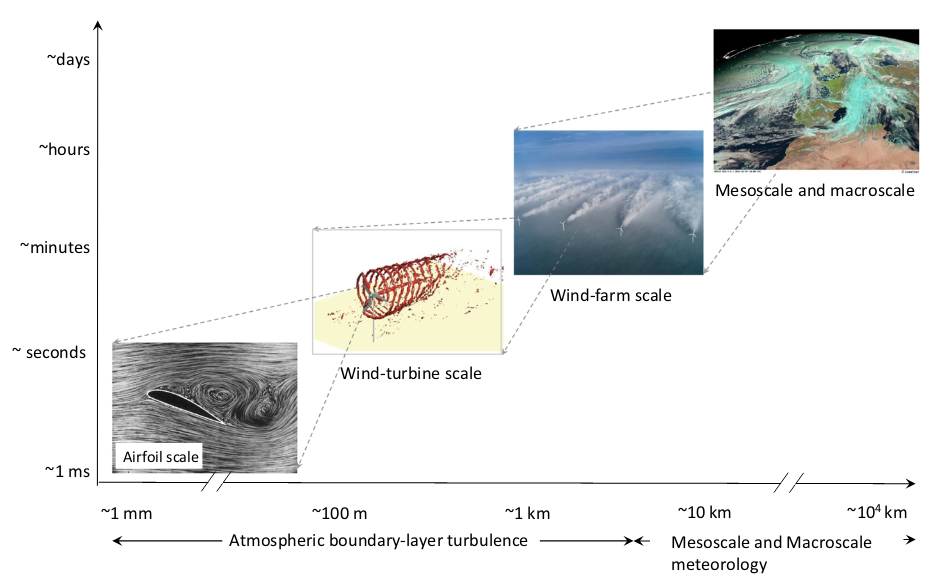 ~days
~hours
Mesoscale and macroscale
~minutes
Wind-farm scale
~ seconds
Wind-turbine scale
Airfoil scale
~1 ms
~1 mm
~100 m
~1 km
~10 km
~10⁴ km
Atmospheric boundary-layer turbulence
Mesoscale and Macroscale
meteorology